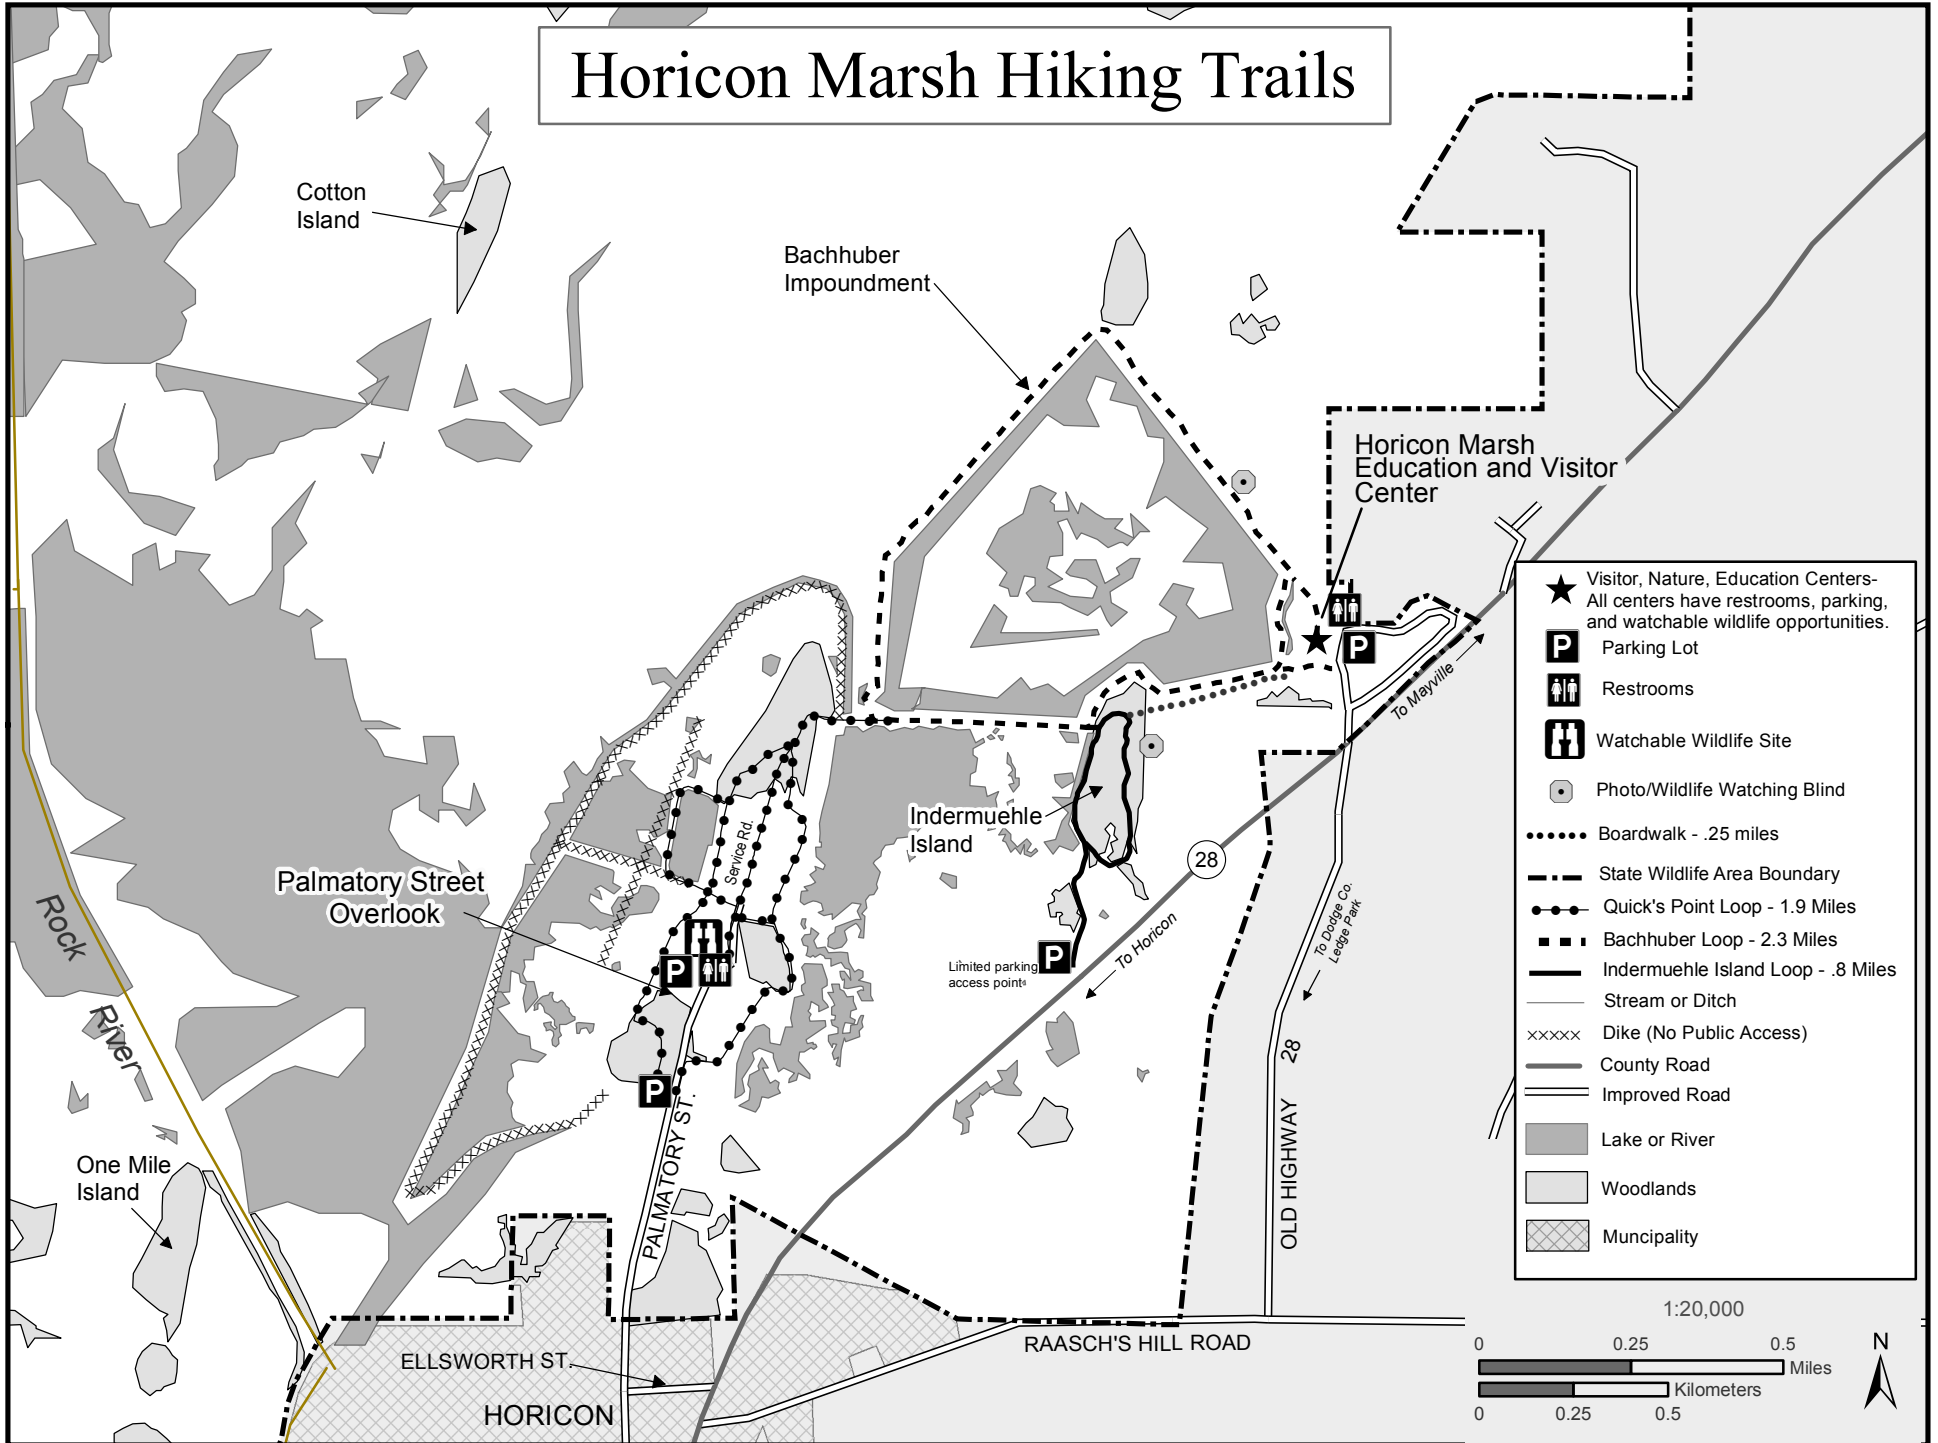 Horicon Marsh Hiking Trails
Cotton
Island
Bachhuber
Impoundment
Horicon Marsh
Education and Visitor
Center
P
To Mayville
Indermuehle
Island
28
Service Rd.
Palmatory Street
Overlook
P
P
Limited parking
access point
P
To Horicon
To Dodge Co.
Ledge Park
Rock
River
One Mile
Island
PALMATORY ST.
OLD HIGHWAY 28
RAASCH'S HILL ROAD
ELLSWORTH ST.
HORICON
Visitor, Nature, Education Centers-
All centers have restrooms, parking,
and watchable wildlife opportunities.
P Parking Lot
Restrooms
Watchable Wildlife Site
Photo/Wildlife Watching Blind
Boardwalk - .25 miles
State Wildlife Area Boundary
Quick's Point Loop - 1.9 Miles
Bachhuber Loop - 2.3 Miles
Indermuehle Island Loop - .8 Miles
Stream or Ditch
Dike (No Public Access)
County Road
Improved Road
Lake or River
Woodlands
Muncipality
1:20,000
0 0.25 0.5
Miles
Kilometers
0 0.25 0.5
N